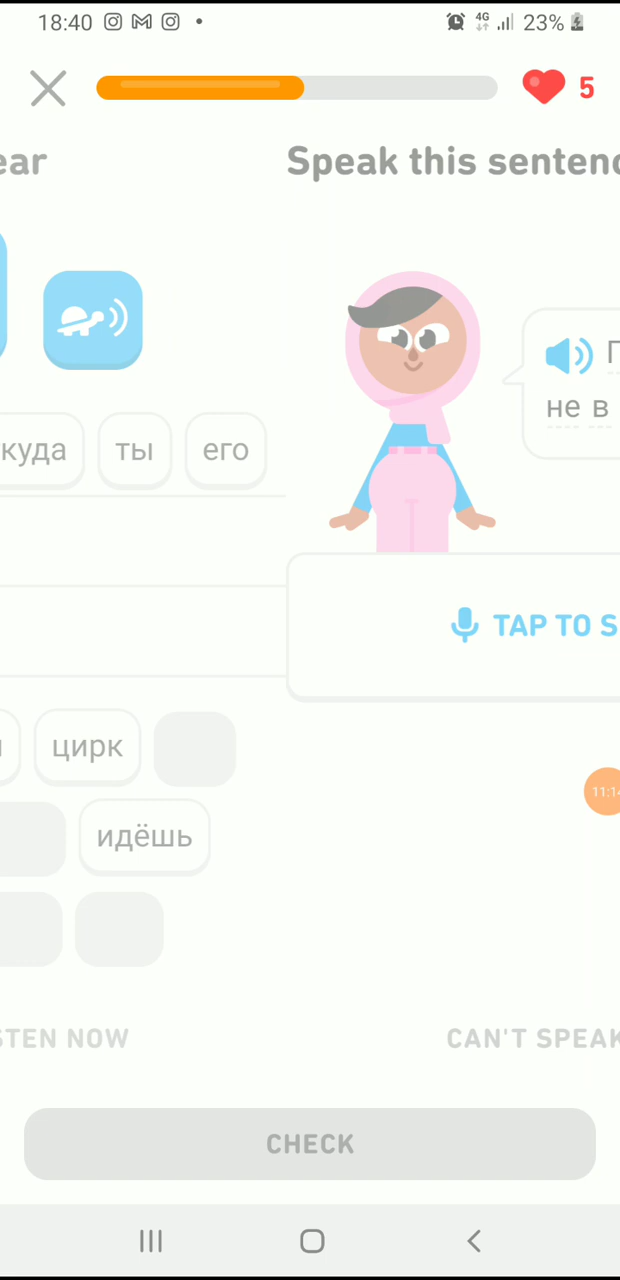 18:40 4G 23%
5
ear
Speak this sentenc
куда ты его
не в
TAP TO S
цирк
11:14
идёшь
STEN NOW
CAN'T SPEAK
CHECK